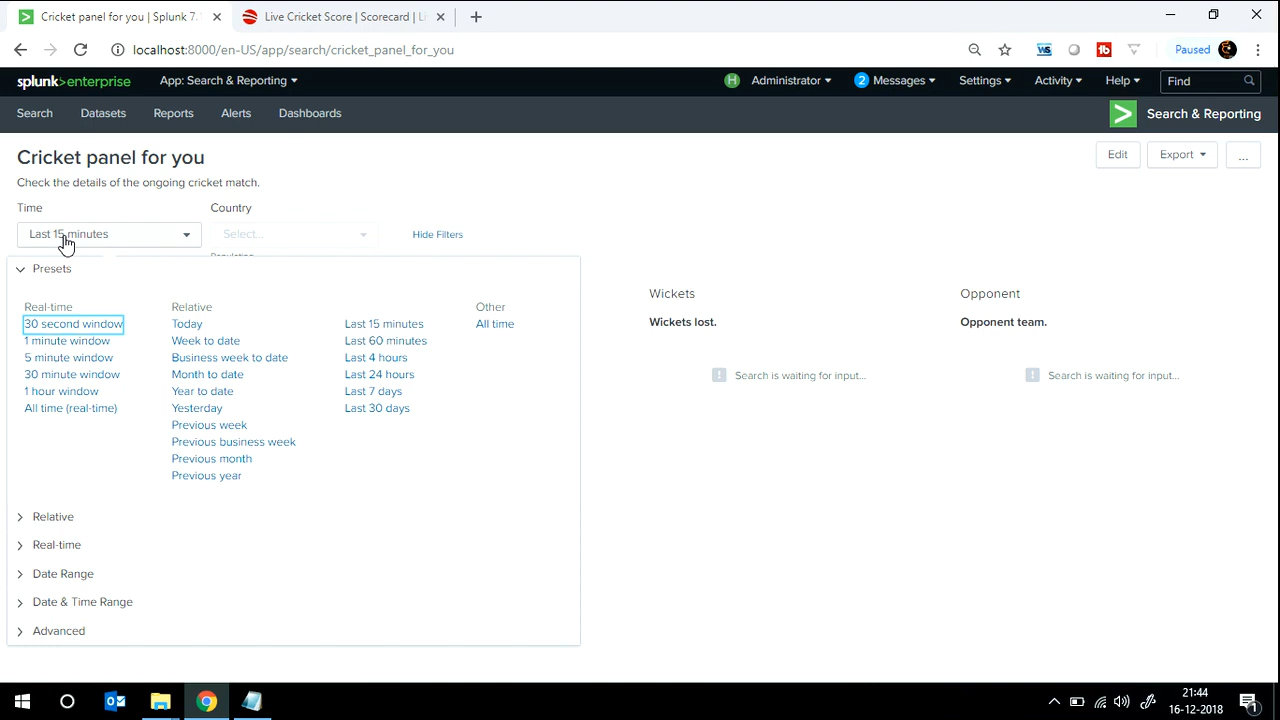 Cricket panel for you | Splunk 7.
Live Cricket Score | Scorecard | Li
localhost:8000/en-US/app/search/cricket_panel_for_you
Paused
splunk>enterprise
App: Search & Reporting
H
Administrator
2 Messages
Settings
Activity
Help
Find
Search
Datasets
Reports
Alerts
Dashboards
Search & Reporting
Cricket panel for you
Edit
Export
...
Check the details of the ongoing cricket match.
Time
Country
Last 15 minutes
Select...
Hide Filters
Populating
Presets
Real-time
30 second window
1 minute window
5 minute window
30 minute window
1 hour window
All time (real-time)
Relative
Today
Week to date
Business week to date
Month to date
Year to date
Yesterday
Previous week
Previous business week
Previous month
Previous year
Last 15 minutes
Last 60 minutes
Last 4 hours
Last 24 hours
Last 7 days
Last 30 days
Other
All time
Relative
Real-time
Date Range
Date & Time Range
Advanced
Wickets
Wickets lost.
Search is waiting for input...
Opponent
Opponent team.
Search is waiting for input...
21:44
16-12-2018
1